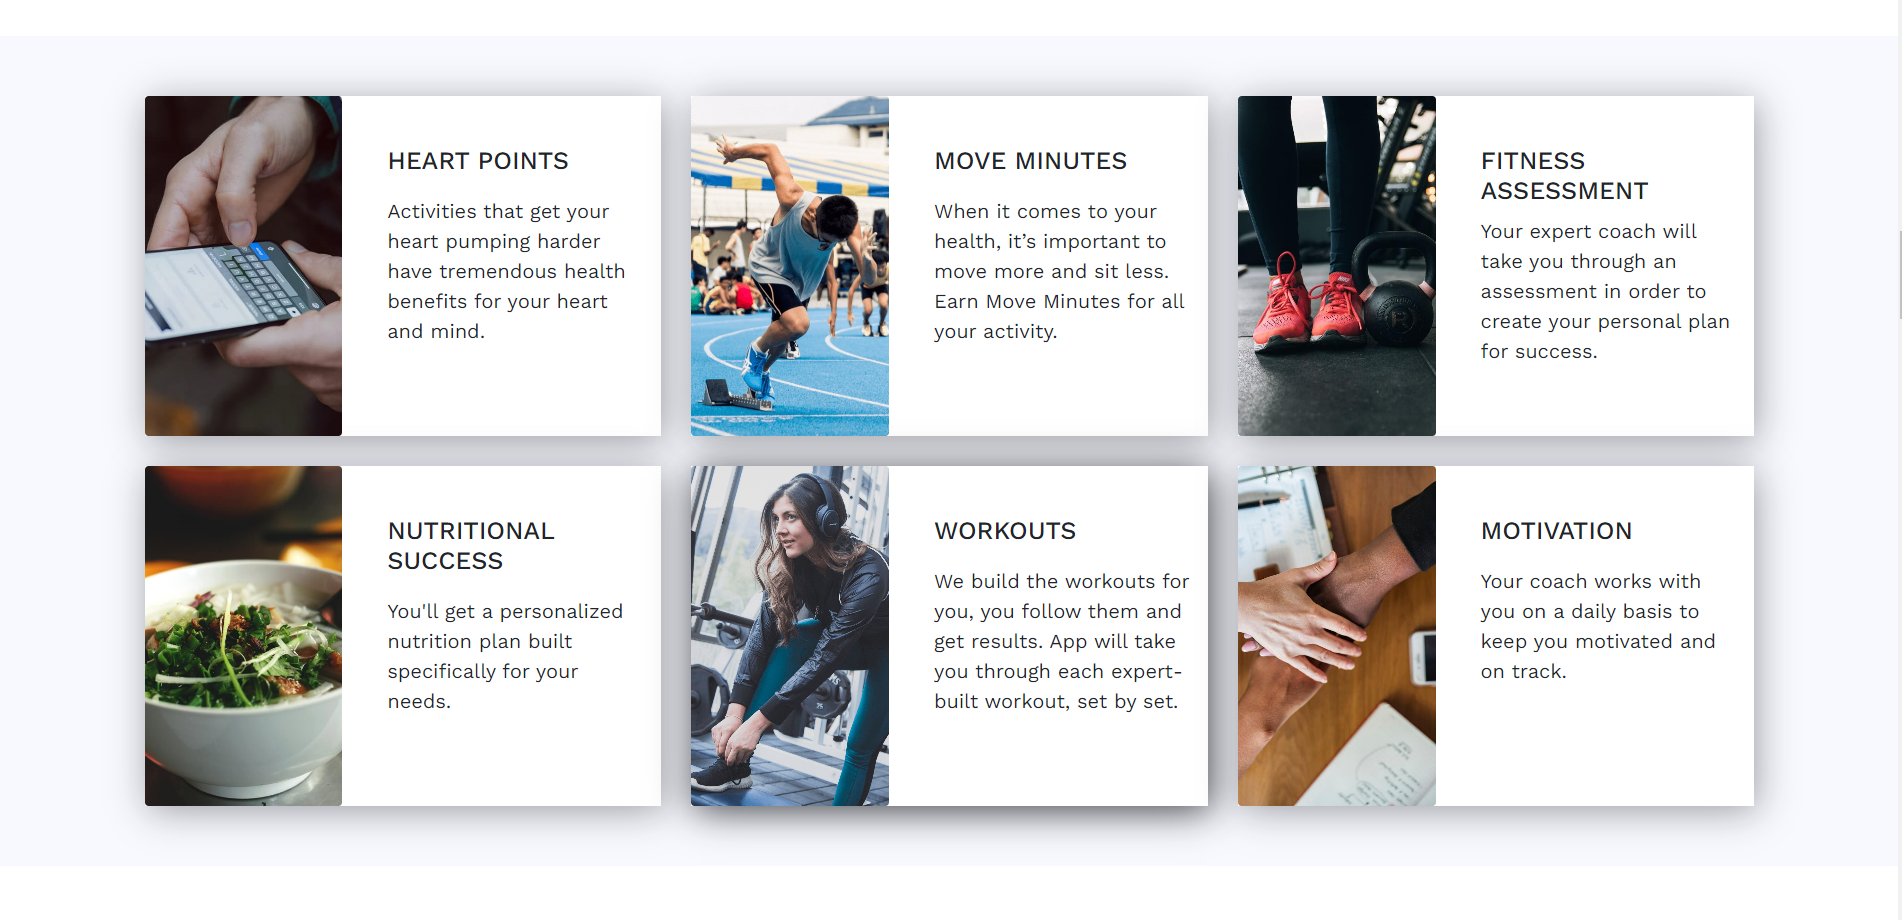 HEART POINTS
Activities that get your
heart pumping harder
have tremendous health
benefits for your heart
and mind.
MOVE MINUTES
When it comes to your
health, it’s important to
move more and sit less.
Earn Move Minutes for all
your activity.
FITNESS
ASSESSMENT
Your expert coach will
take you through an
assessment in order to
create your personal plan
for success.
NUTRITIONAL
SUCCESS
You'll get a personalized
nutrition plan built
specifically for your
needs.
WORKOUTS
We build the workouts for
you, you follow them and
get results. App will take
you through each expert-
built workout, set by set.
MOTIVATION
Your coach works with
you on a daily basis to
keep you motivated and
on track.